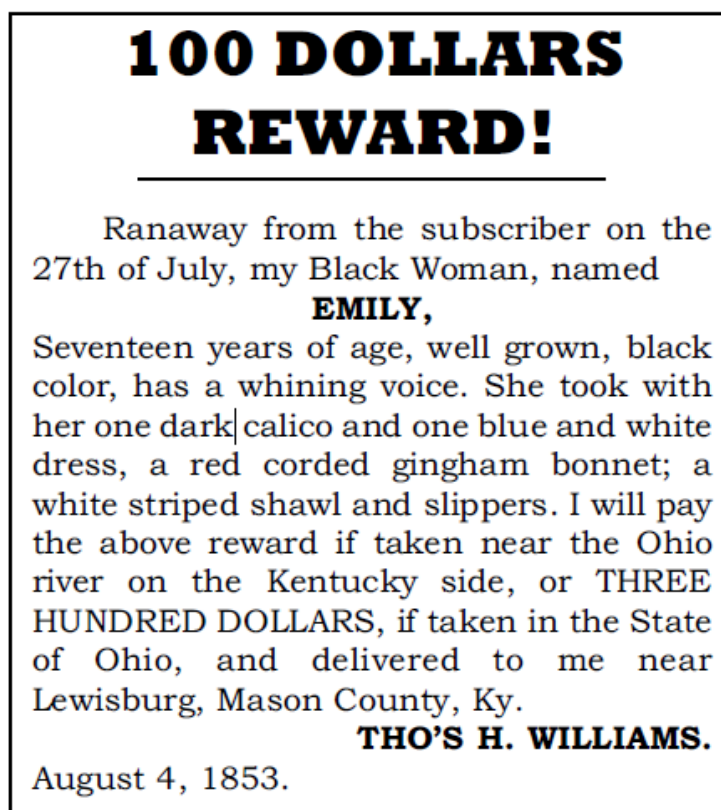 100 DOLLARS
REWARD!
Ranaway from the subscriber on the
27th of July, my Black Woman, named
EMILY,
Seventeen years of age, well grown, black
color, has a whining voice. She took with
her one dark calico and one blue and white
dress, a red corded gingham bonnet; a
white striped shawl and slippers. I will pay
the above reward if taken near the Ohio
river on the Kentucky side, or THREE
HUNDRED DOLLARS, if taken in the State
of Ohio, and delivered to me near
Lewisburg, Mason County, Ky.
THO'S H. WILLIAMS.
August 4, 1853.